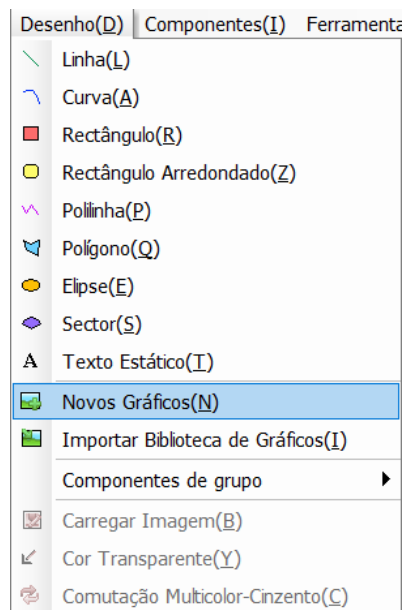 Desenho(D) Componentes(I) Ferramenta
Linha(L)
Curva(A)
Rectângulo(R)
Rectângulo Arredondado(Z)
Polilinha(P)
Polígono(Q)
Elipse(E)
Sector(S)
A Texto Estático(T)
Novos Gráficos(N)
Importar Biblioteca de Gráficos(I)
Componentes de grupo
Carregar Imagem(B)
Cor Transparente(Y)
Comutação Multicolor-Cinzento(C)